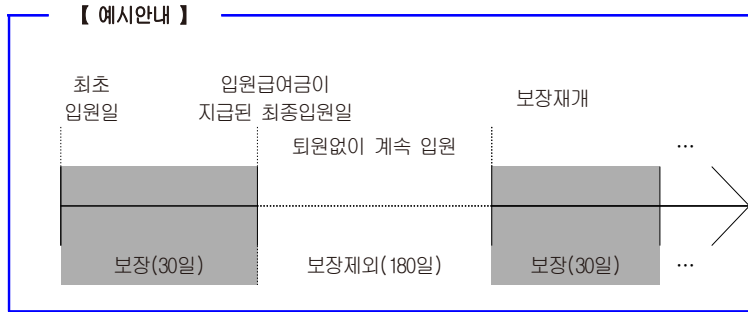 【 예시안내 】
최초
입원일
입원급여금이
지급된 최종입원일
보장재개
퇴원없이 계속 입원
…
보장(30일)
보장제외(180일)
보장(30일)
…